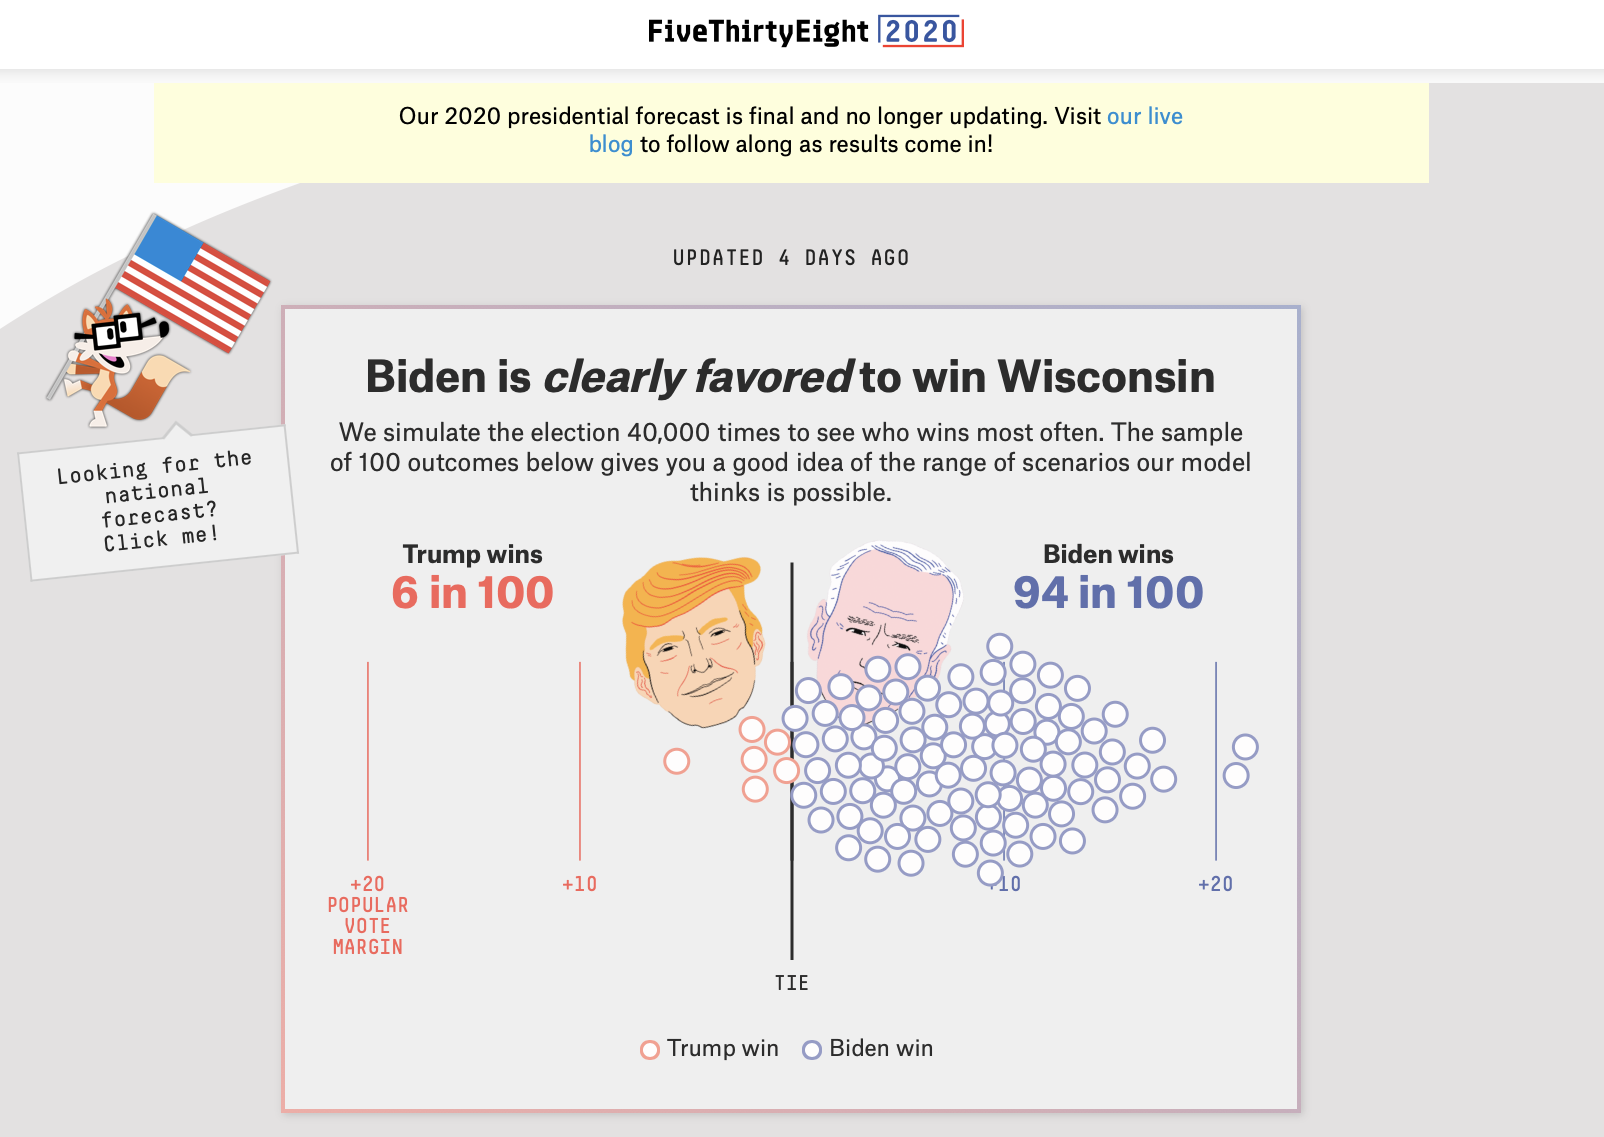 FiveThirtyEight 2020
Our 2020 presidential forecast is final and no longer updating. Visit our live
blog to follow along as results come in!
UPDATED 4 DAYS AGO
Looking for the
national
forecast?
Click me!
Biden is clearly favored to win Wisconsin
We simulate the election 40,000 times to see who wins most often. The sample
of 100 outcomes below gives you a good idea of the range of scenarios our model
thinks is possible.
Trump wins
6 in 100
Biden wins
94 in 100
+20
POPULAR
VOTE
MARGIN
+10
TIE
+10
+20
Trump win
Biden win